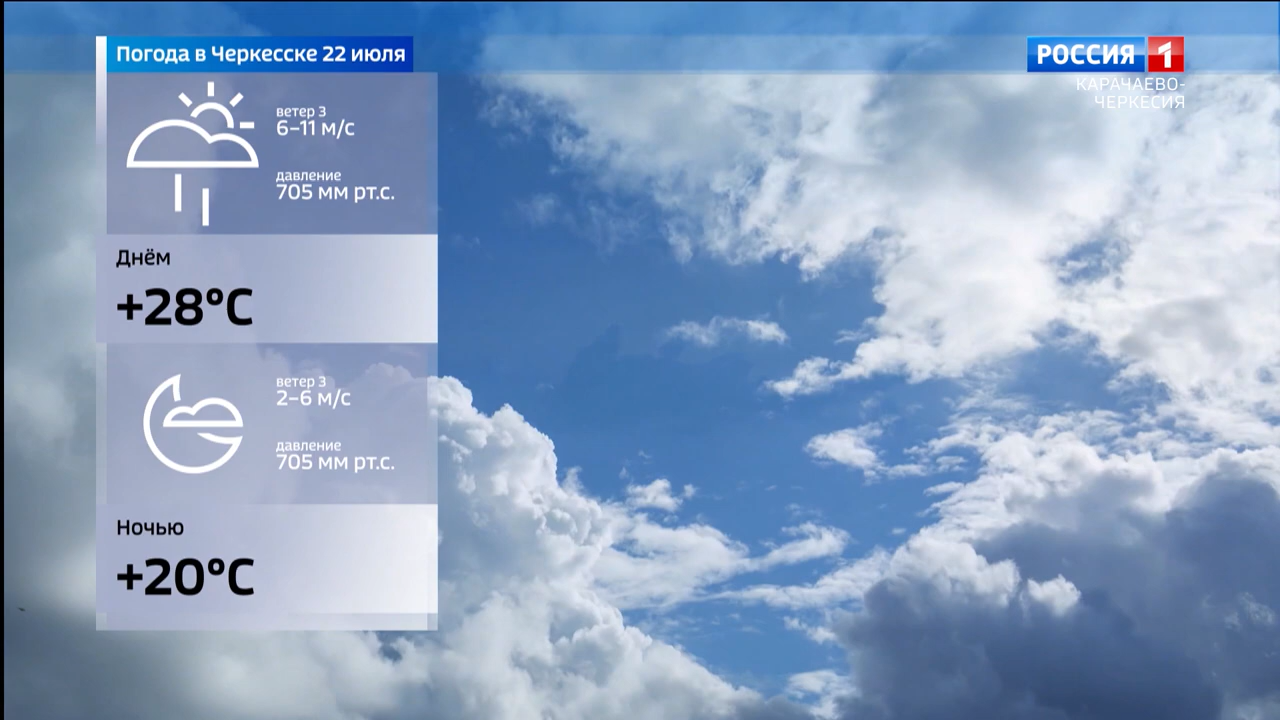 Погода в Черкесске 22 июля
РОССИЯ 1
КАРАЧАЕВО-
ЧЕРКЕСИЯ
ветер З
6–11 м/с
давление
705 мм рт.с.
Днём
+28°C
ветер З
2–6 м/с
давление
705 мм рт.с.
Ночью
+20°C